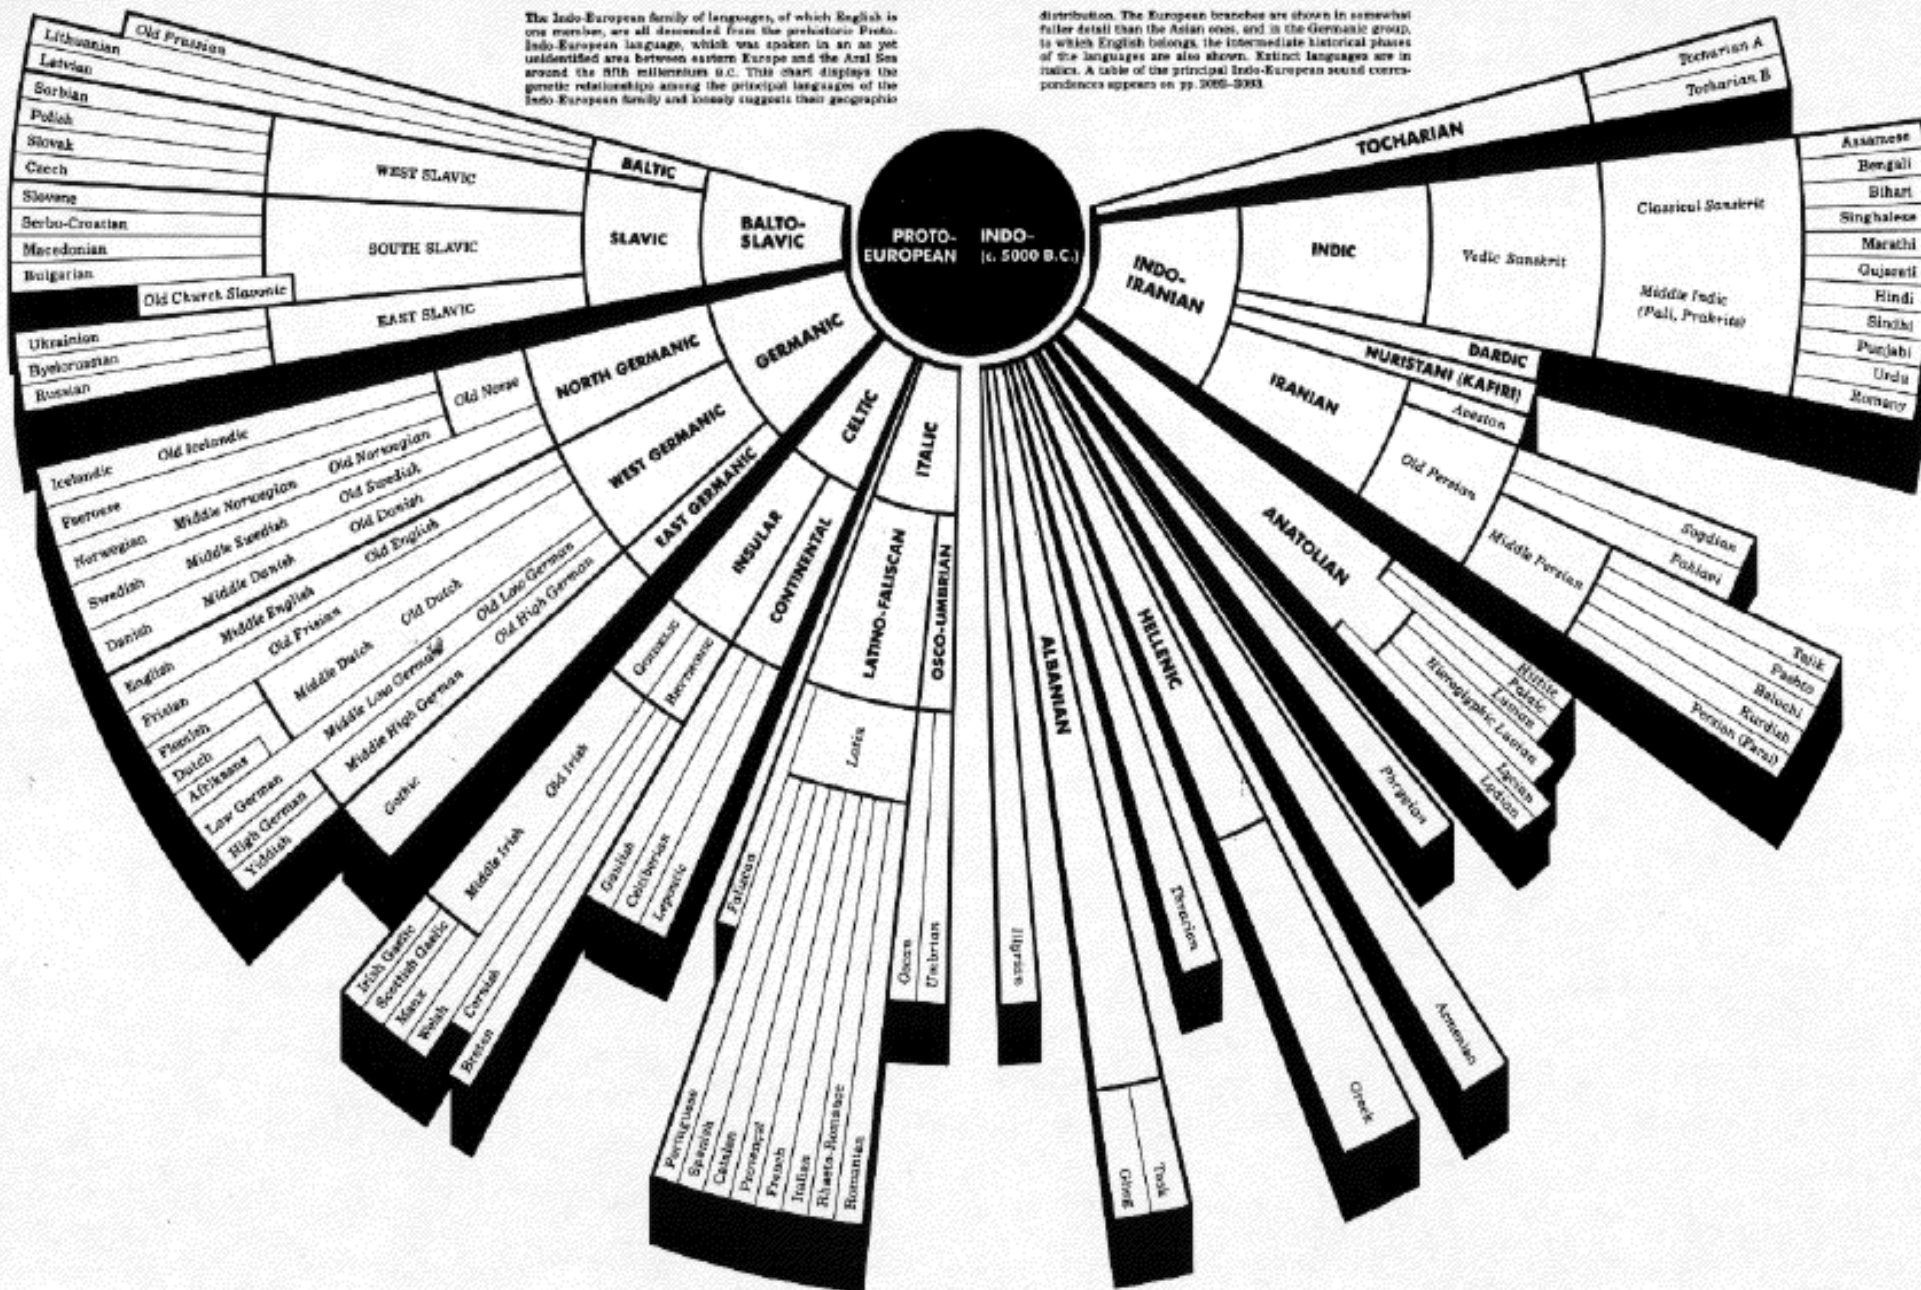 The Indo-European family of languages, of which English is
one member, are all descended from the prehistoric Proto-
Indo-European language, which was spoken in an as yet
unidentified area between eastern Europe and the Aral Sea
around the fifth millennium B.C. This chart displays the
genetic relationships among the principal languages of the
Indo-European family and loosely suggests their geographic
distribution. The European branches are shown in somewhat
fuller detail than the Asian ones, and in the Germanic group,
to which English belongs, the intermediate historical phases
of the languages are also shown. Extinct languages are in
italics. A table of the principal Indo-European sound corres-
pondences appears on pp.
PROTO- INDO-
EUROPEAN (c. 5000 B.C.)
BALTO-
SLAVIC
BALTIC
Old Prussian
Lithuanian
Latvian
SLAVIC
WEST SLAVIC
Sorbian
Polish
Slovak
Czech
SOUTH SLAVIC
Slovene
Serbo-Croatian
Macedonian
Bulgarian
Old Church Slavonic
EAST SLAVIC
Ukrainian
Byelorussian
Russian
GERMANIC
NORTH GERMANIC
Old Norse
Icelandic
Old Icelandic
Faeroese
Norwegian
Middle Norwegian
Old Norwegian
Swedish
Middle Swedish
Old Swedish
Danish
Middle Danish
Old Danish
WEST GERMANIC
English
Middle English
Old English
Frisian
Old Frisian
Flemish
Dutch
Afrikaans
Middle Dutch
Old Dutch
Low German
Middle Low German
Old Low German
High German
Yiddish
Middle High German
Old High German
EAST GERMANIC
Gothic
CELTIC
INSULAR
GOIDELIC
BRYTHONIC
Old Irish
Middle Irish
Irish Gaelic
Scottish Gaelic
Manx
Welsh
Cornish
Breton
CONTINENTAL
Gaulish
Celtiberian
Lepontic
ITALIC
LATINO-FALISCAN
Faliscan
Latin
Portuguese
Spanish
Catalan
Provençal
French
Italian
Rhaeto-Romance
Romanian
OSCO-UMBRIAN
Oscan
Umbrian
Illyrian
ALBANIAN
Gheg
Tosk
Thracian
HELLENIC
Greek
Armenian
Phrygian
ANATOLIAN
Hittite
Palaic
Luvian
Hieroglyphic Luvian
Lycian
Lydian
INDO-
IRANIAN
IRANIAN
Avestan
Old Persian
Sogdian
Pahlavi
Middle Persian
Tajik
Pashto
Baluchi
Kurdish
Persian (Farsi)
NURISTANI (KAFIRI)
DARDIC
INDIC
Vedic Sanskrit
Classical Sanskrit
Middle Indic
(Pali, Prakrits)
Assamese
Bengali
Bihari
Singhalese
Marathi
Gujarati
Hindi
Sindhi
Punjabi
Urdu
Romany
TOCHARIAN
Tocharian A
Tocharian B